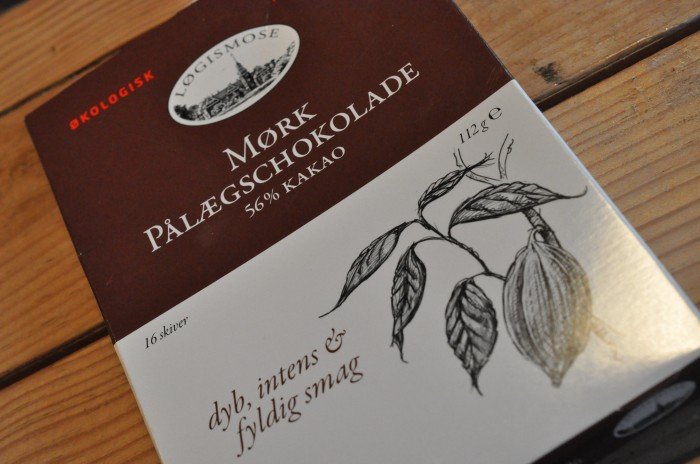 ØKOLOGISK
LØGISMOSE
MØRK
PÅLÆGSCHOKOLADE
56% KAKAO
112 g ℮
16 skiver
dyb, intens &
fyldig smag